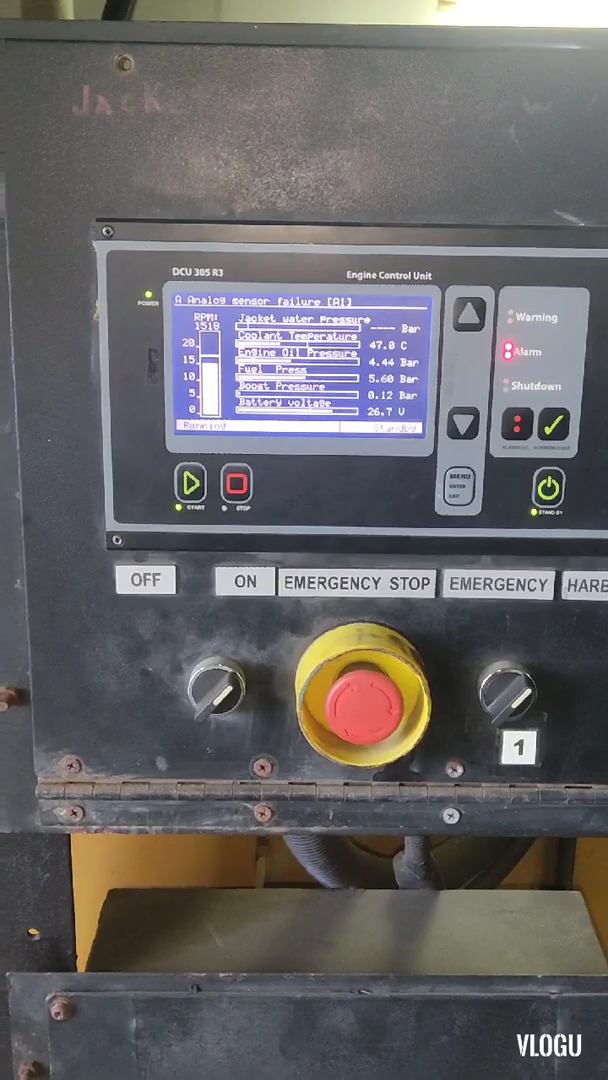 DCU 305 R3
Engine Control Unit
POWER
A Analog sensor failure [A1]
RPM:
1518
20
15
10
5
0
Jacket water Pressure
----- Bar
Coolant Temperature
47.0 C
Engine Oil Pressure
4.44 Bar
Fuel Press
5.60 Bar
Boost Pressure
0.12 Bar
Battery voltage
26.7 V
Running
Standby
Warning
Alarm
Shutdown
MENU
ENTER
EXIT
START
STOP
STAND BY
OFF
ON
EMERGENCY STOP
EMERGENCY
HARB
1
VLOGU